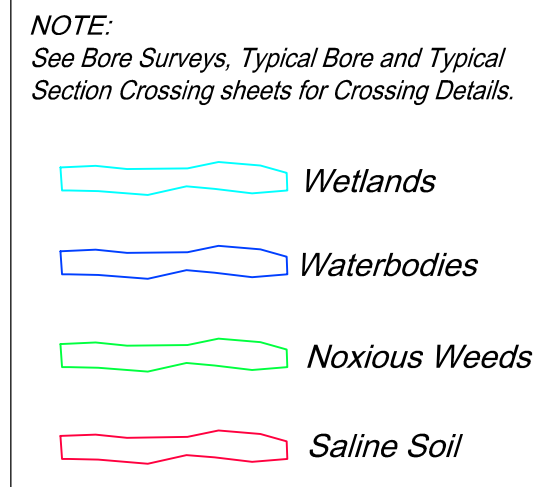 NOTE:
See Bore Surveys, Typical Bore and Typical
Section Crossing sheets for Crossing Details.
Wetlands
Waterbodies
Noxious Weeds
Saline Soil